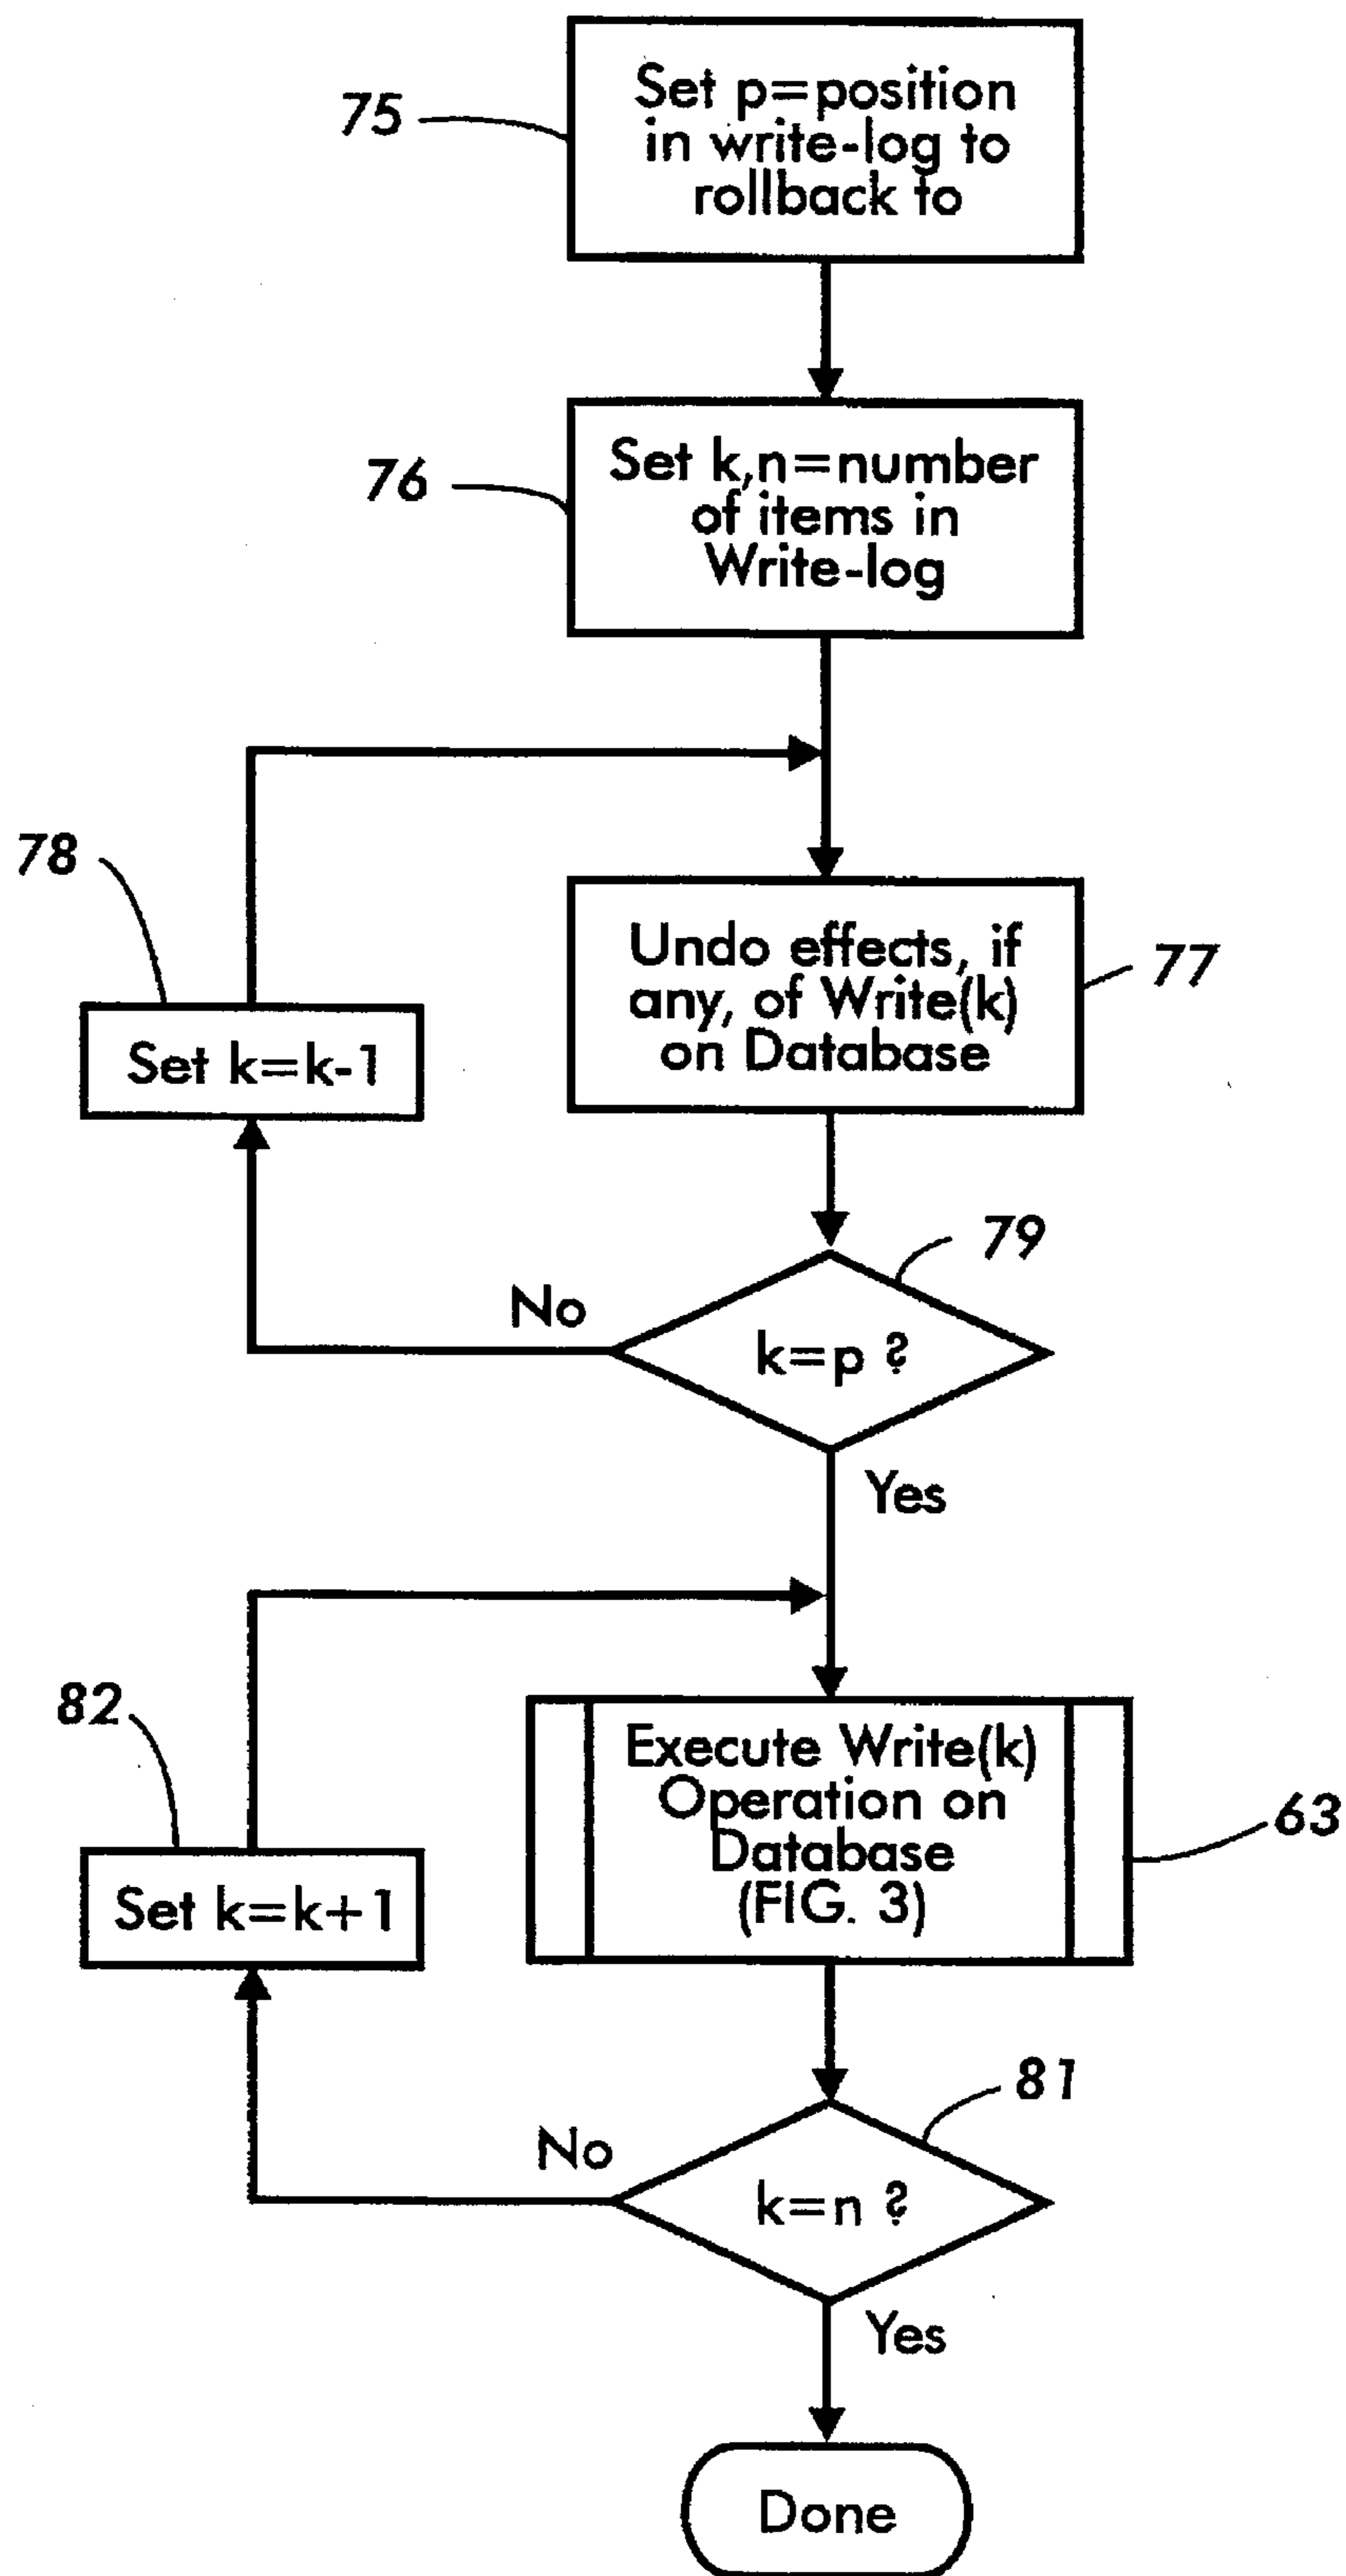 75
Set p=position
in write-log to
rollback to
76
Set k,n=number
of items in
Write-log
78
Set k=k-1
Undo effects, if
any, of Write(k)
on Database
77
79
No
k=p ?
Yes
82
Set k=k+1
Execute Write(k)
Operation on
Database
(FIG. 3)
63
81
No
k=n ?
Yes
Done